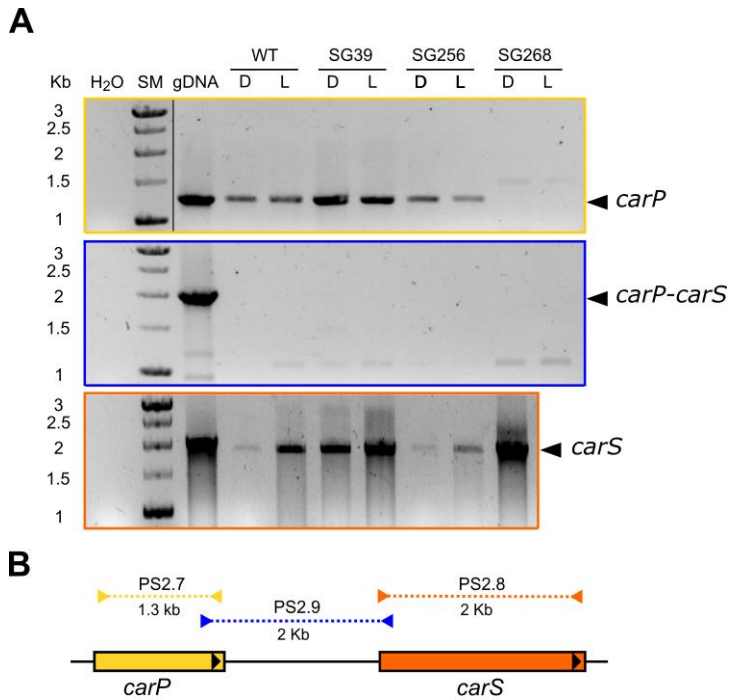 A
WT SG39 SG256 SG268
Kb H₂O SM gDNA D L D L D L D L
3
2.5
2
1.5
1
carP
3
2.5
2
1.5
1
carP-carS
3
2.5
2
1.5
1
carS
B
PS2.7 PS2.8
1.3 kb PS2.9 2 Kb
2 Kb
carP carS